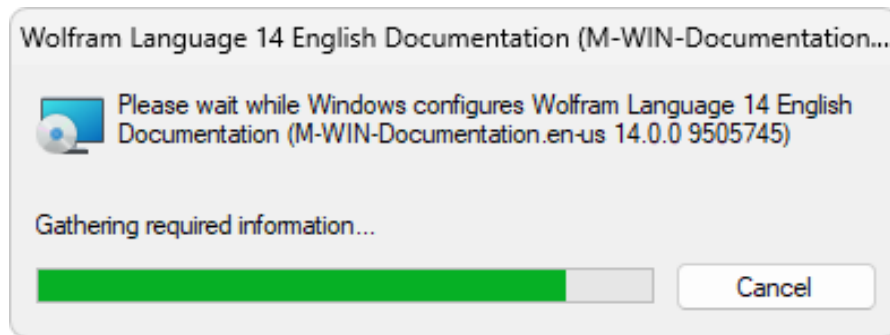 Wolfram Language 14 English Documentation (M-WIN-Documentation...
Please wait while Windows configures Wolfram Language 14 English
Documentation (M-WIN-Documentation.en-us 14.0.0 9505745)
Gathering required information...
Cancel